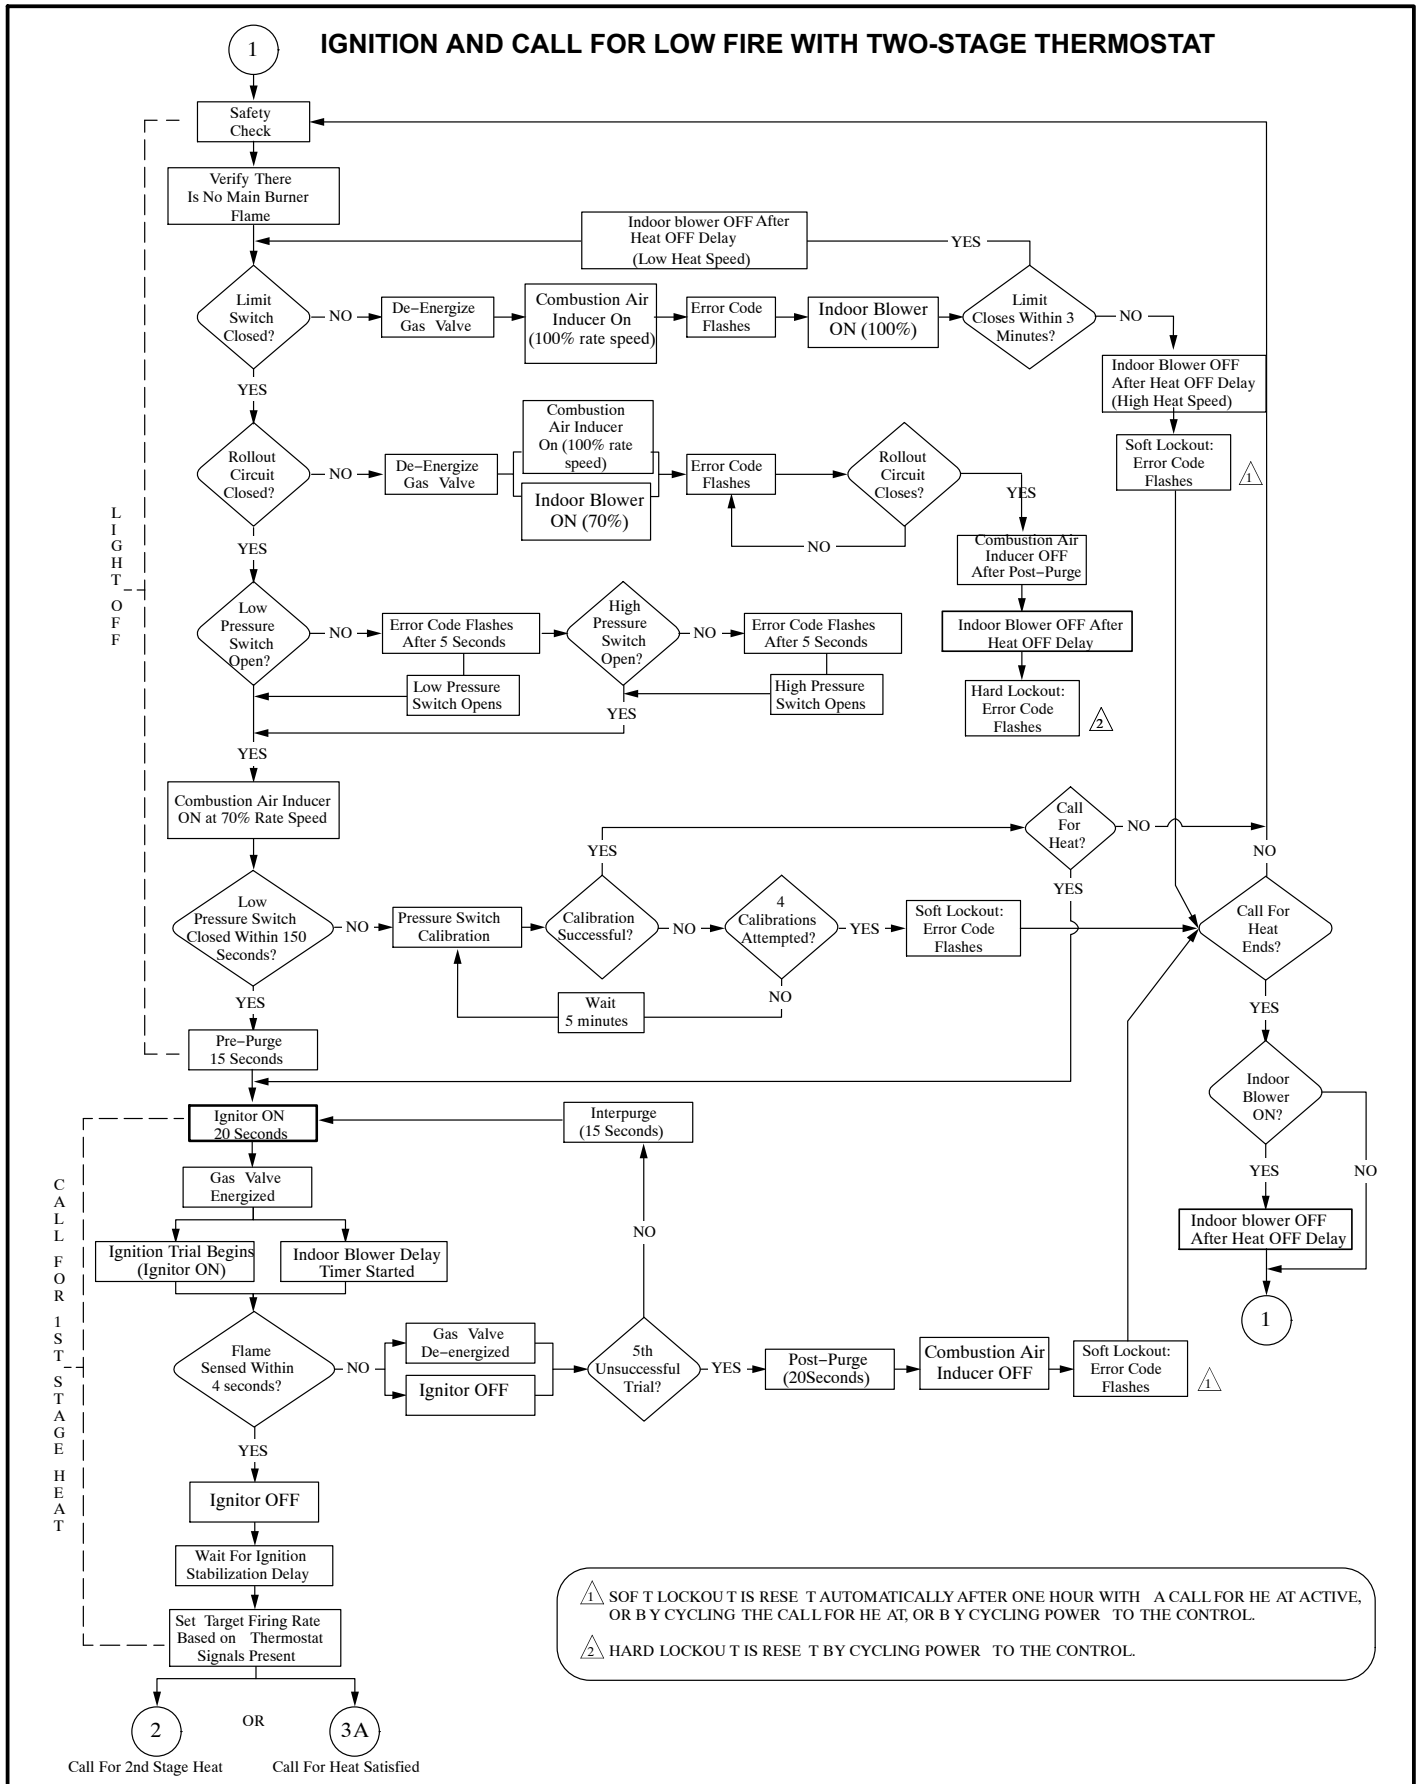 1
IGNITION AND CALL FOR LOW FIRE WITH TWO-STAGE THERMOSTAT
Safety
Check
Verify There
Is No Main Burner
Flame
Indoor blower OFF After
Heat OFF Delay
(Low Heat Speed)
YES
Limit
Switch
Closed?
NO
De-Energize
Gas Valve
Combustion Air
Inducer On
(100% rate speed)
Error Code
Flashes
Indoor Blower
ON (100%)
Limit
Closes Within 3
Minutes?
NO
Indoor Blower OFF
After Heat OFF Delay
(High Heat Speed)
Soft Lockout:
Error Code
Flashes
1
YES
Rollout
Circuit
Closed?
NO
De-Energize
Gas Valve
Combustion
Air Inducer
On (100% rate
speed)
Indoor Blower
ON (70%)
Error Code
Flashes
Rollout
Circuit
Closes?
NO
YES
Combustion Air
Inducer OFF
After Post-Purge
Indoor Blower OFF After
Heat OFF Delay
Hard Lockout:
Error Code
Flashes
2
LIGHT OFF
YES
Low
Pressure
Switch
Open?
NO
Error Code Flashes
After 5 Seconds
Low Pressure
Switch Opens
High
Pressure
Switch
Open?
NO
Error Code Flashes
After 5 Seconds
High Pressure
Switch Opens
YES
YES
Combustion Air Inducer
ON at 70% Rate Speed
Low
Pressure Switch
Closed Within 150
Seconds?
NO
Pressure Switch
Calibration
Calibration
Successful?
YES
NO
4
Calibrations
Attempted?
YES
NO
Wait
5 minutes
Soft Lockout:
Error Code
Flashes
Call
For
Heat?
NO
YES
NO
Call For
Heat
Ends?
YES
Indoor
Blower
ON?
YES
NO
Indoor blower OFF
After Heat OFF Delay
1
YES
Pre-Purge
15 Seconds
Ignitor ON
20 Seconds
Interpurge
(15 Seconds)
Gas Valve
Energized
Ignition Trial Begins
(Ignitor ON)
Indoor Blower Delay
Timer Started
CALL FOR 1ST STAGE HEAT
Flame
Sensed Within
4 seconds?
NO
Gas Valve
De-energized
Ignitor OFF
5th
Unsuccessful
Trial?
NO
YES
Post-Purge
(20Seconds)
Combustion Air
Inducer OFF
Soft Lockout:
Error Code
Flashes
1
YES
Ignitor OFF
Wait For Ignition
Stabilization Delay
Set Target Firing Rate
Based on Thermostat
Signals Present
2
OR
3A
Call For 2nd Stage Heat
Call For Heat Satisfied
1 SOF T LOCKOU T IS RESE T AUTOMATICALLY AFTER ONE HOUR WITH A CALL FOR HE AT ACTIVE,
OR B Y CYCLING THE CALL FOR HE AT, OR B Y CYCLING POWER TO THE CONTROL.
2 HARD LOCKOU T IS RESE T BY CYCLING POWER TO THE CONTROL.